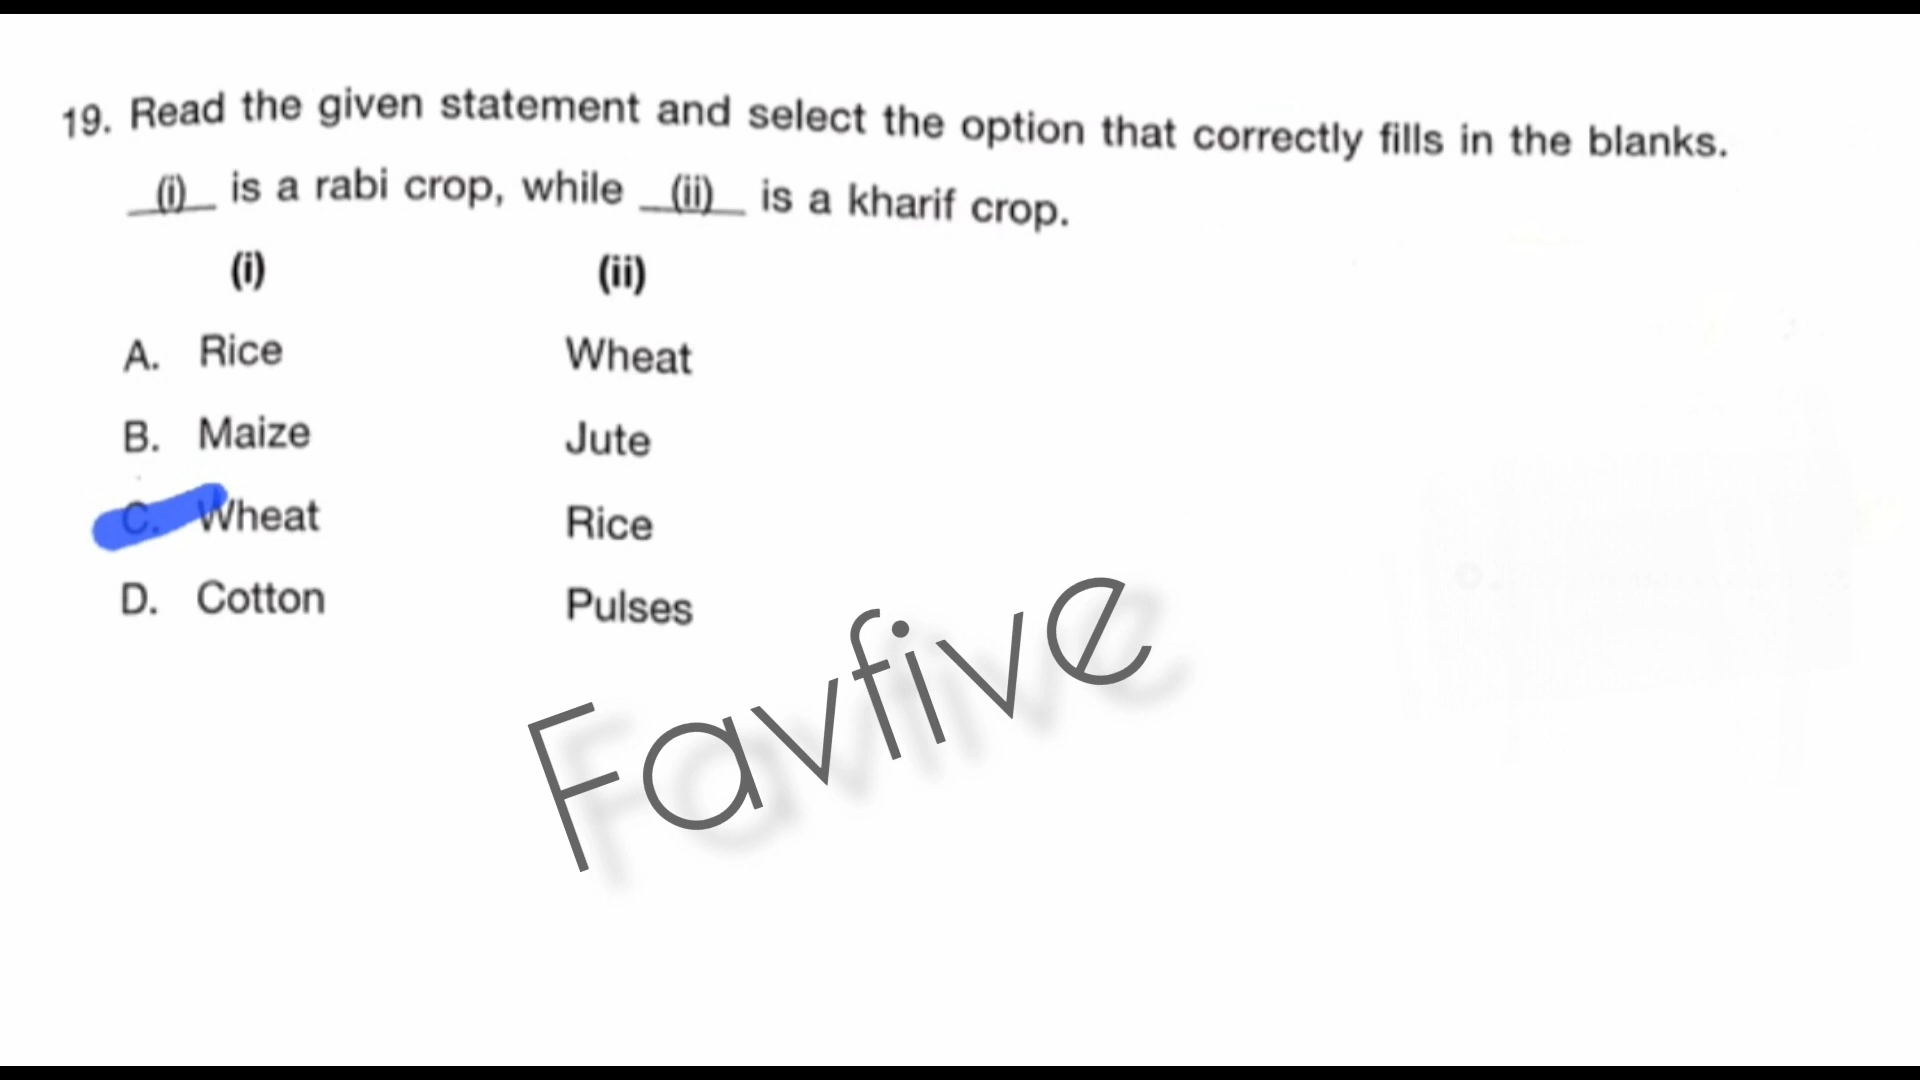 19. Read the given statement and select the option that correctly fills in the blanks.
(i) is a rabi crop, while (ii) is a kharif crop.
(i) (ii)
A. Rice Wheat
B. Maize Jute
C. Wheat Rice
D. Cotton Pulses
Favfive